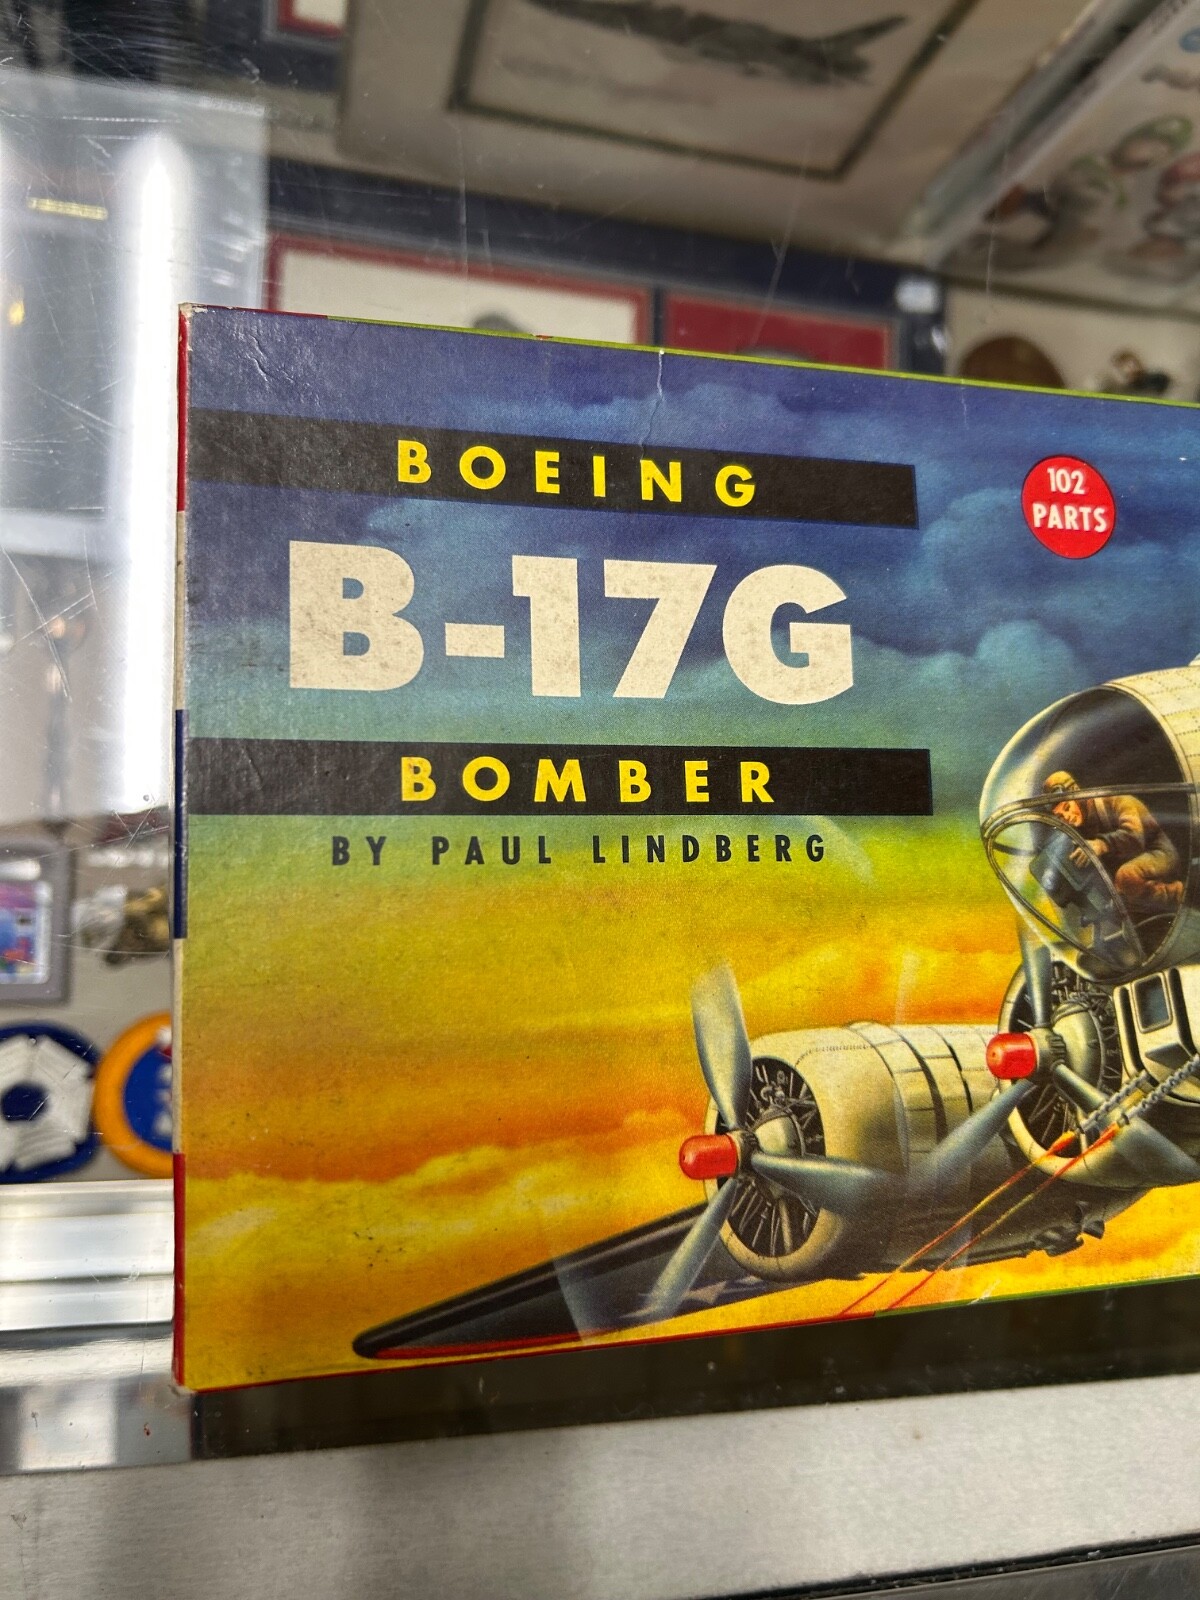 BOEING
102
PARTS
B-17G
BOMBER
BY PAUL LINDBERG